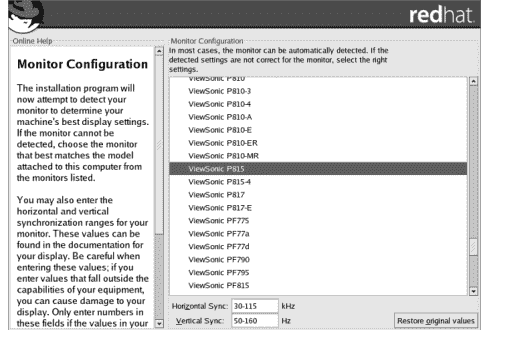 redhat.
Online Help
Monitor Configuration
The installation program will
now attempt to detect your
monitor to determine your
machine's best display settings.
If the monitor cannot be
detected, choose the monitor
that best matches the model
attached to this computer from
the monitors listed.
You may also enter the
horizontal and vertical
synchronization ranges for your
monitor. These values can be
found in the documentation for
your display. Be careful when
entering these values; if you
enter values that fall outside the
capabilities of your equipment,
you can cause damage to your
display. Only enter numbers in
these fields if the values in your
Monitor Configuration
In most cases, the monitor can be automatically detected. If the
detected settings are not correct for the monitor, select the right
settings.
ViewSonic P810
ViewSonic P810-3
ViewSonic P810-4
ViewSonic P810-A
ViewSonic P810-E
ViewSonic P810-ER
ViewSonic P810-MR
ViewSonic P815
ViewSonic P815-4
ViewSonic P817
ViewSonic P817-E
ViewSonic PF775
ViewSonic PF77a
ViewSonic PF77d
ViewSonic PF790
ViewSonic PF795
ViewSonic PF815
Horizontal Sync: 30-115 kHz
Vertical Sync: 50-160 Hz
Restore original values